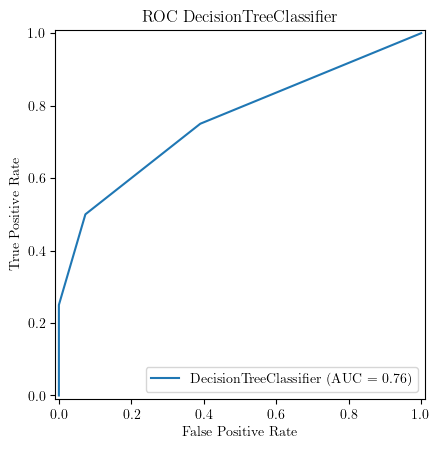 ROC DecisionTreeClassifier
True Positive Rate
1.0
0.8
0.6
0.4
0.2
0.0
DecisionTreeClassifier (AUC = 0.76)
0.0 0.2 0.4 0.6 0.8 1.0
False Positive Rate